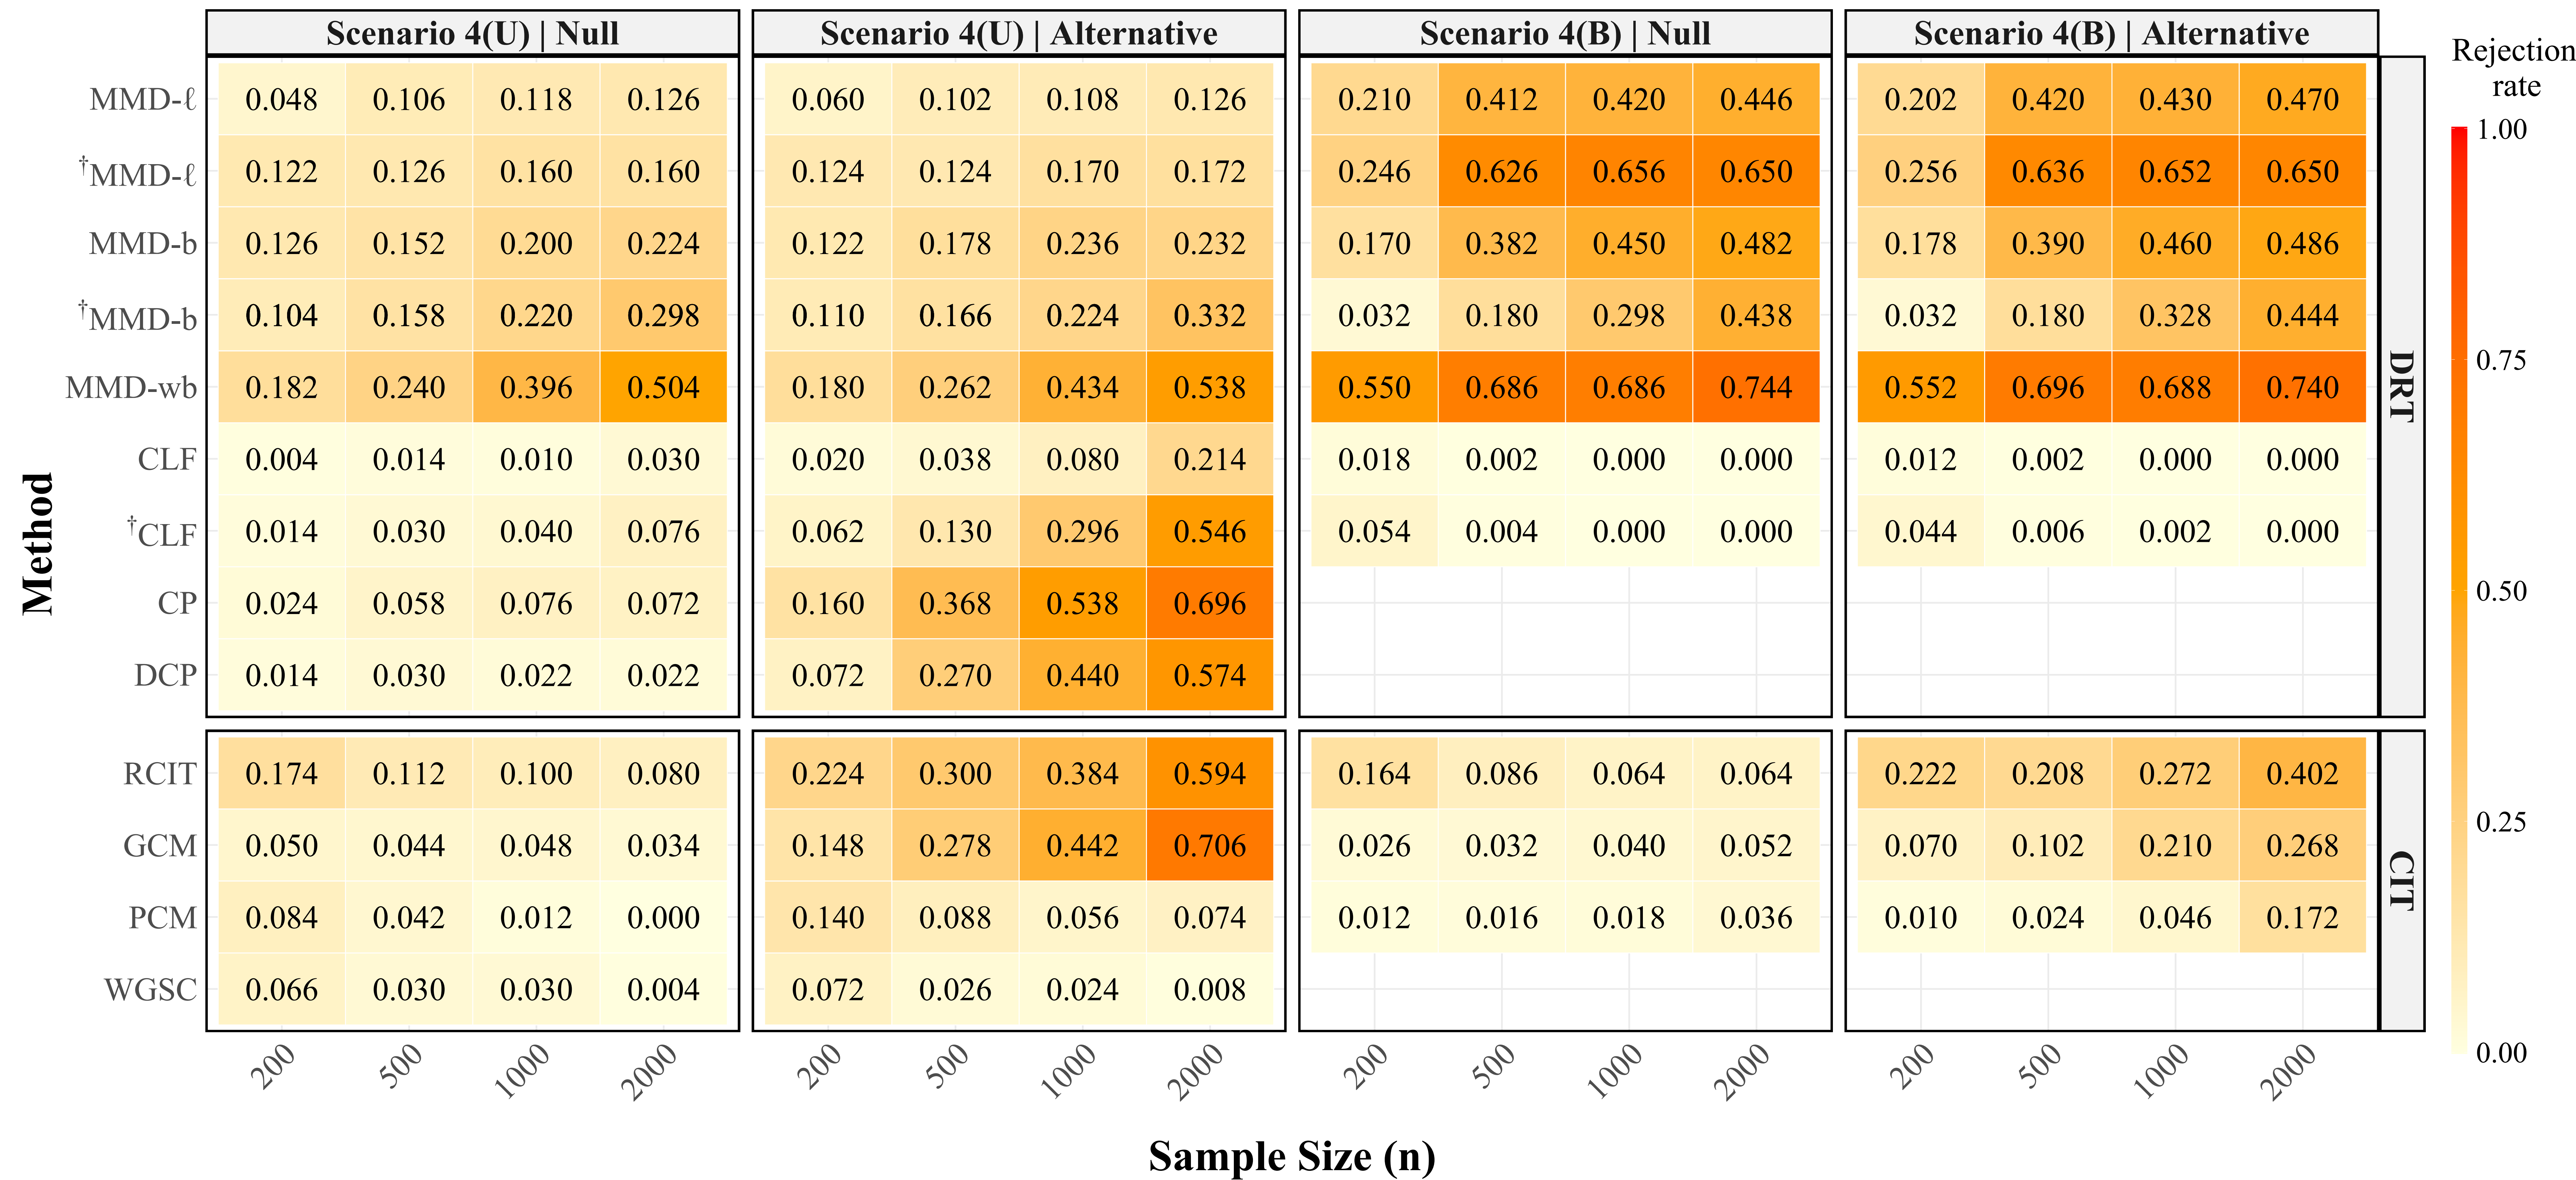 Scenario 4(U) | Null Scenario 4(U) | Alternative Scenario 4(B) | Null Scenario 4(B) | Alternative
Rejection
rate
MMD-ℓ 0.048 0.106 0.118 0.126 0.060 0.102 0.108 0.126 0.210 0.412 0.420 0.446 0.202 0.420 0.430 0.470
†MMD-ℓ 0.122 0.126 0.160 0.160 0.124 0.124 0.170 0.172 0.246 0.626 0.656 0.650 0.256 0.636 0.652 0.650
MMD-b 0.126 0.152 0.200 0.224 0.122 0.178 0.236 0.232 0.170 0.382 0.450 0.482 0.178 0.390 0.460 0.486
†MMD-b 0.104 0.158 0.220 0.298 0.110 0.166 0.224 0.332 0.032 0.180 0.298 0.438 0.032 0.180 0.328 0.444
MMD-wb 0.182 0.240 0.396 0.504 0.180 0.262 0.434 0.538 0.550 0.686 0.686 0.744 0.552 0.696 0.688 0.740
CLF 0.004 0.014 0.010 0.030 0.020 0.038 0.080 0.214 0.018 0.002 0.000 0.000 0.012 0.002 0.000 0.000
†CLF 0.014 0.030 0.040 0.076 0.062 0.130 0.296 0.546 0.054 0.004 0.000 0.000 0.044 0.006 0.002 0.000
CP 0.024 0.058 0.076 0.072 0.160 0.368 0.538 0.696
DCP 0.014 0.030 0.022 0.022 0.072 0.270 0.440 0.574
DRT
RCIT 0.174 0.112 0.100 0.080 0.224 0.300 0.384 0.594 0.164 0.086 0.064 0.064 0.222 0.208 0.272 0.402
GCM 0.050 0.044 0.048 0.034 0.148 0.278 0.442 0.706 0.026 0.032 0.040 0.052 0.070 0.102 0.210 0.268
PCM 0.084 0.042 0.012 0.000 0.140 0.088 0.056 0.074 0.012 0.016 0.018 0.036 0.010 0.024 0.046 0.172
WGSC 0.066 0.030 0.030 0.004 0.072 0.026 0.024 0.008
CIT
200 500 1000 2000 200 500 1000 2000 200 500 1000 2000 200 500 1000 2000
Method
Sample Size (n)
1.00
0.75
0.50
0.25
0.00